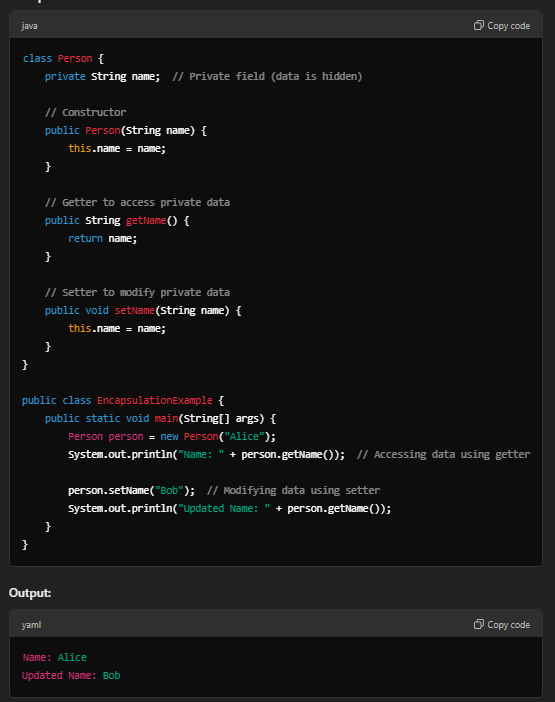 java
Copy code
class Person {
    private String name;  // Private field (data is hidden)

    // Constructor
    public Person(String name) {
        this.name = name;
    }

    // Getter to access private data
    public String getName() {
        return name;
    }

    // Setter to modify private data
    public void setName(String name) {
        this.name = name;
    }
}

public class EncapsulationExample {
    public static void main(String[] args) {
        Person person = new Person("Alice");
        System.out.println("Name: " + person.getName());  // Accessing data using getter

        person.setName("Bob");  // Modifying data using setter
        System.out.println("Updated Name: " + person.getName());
    }
}
Output:
yaml
Copy code
Name: Alice
Updated Name: Bob